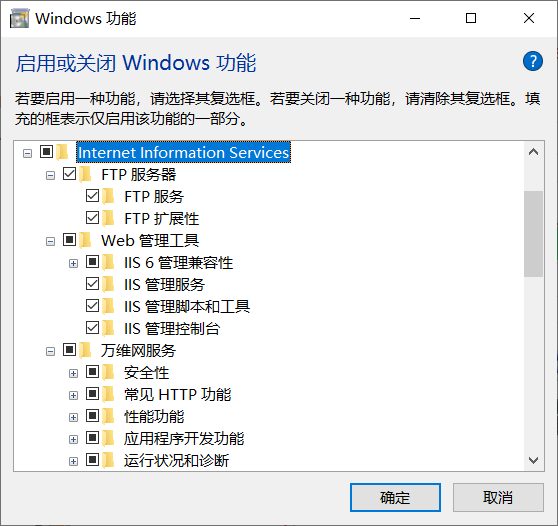 Windows 功能
启用或关闭 Windows 功能
?
若要启用一种功能，请选择其复选框。若要关闭一种功能，请清除其复选框。填
充的框表示仅启用该功能的一部分。
Internet Information Services
FTP 服务器
FTP 服务
FTP 扩展性
Web 管理工具
IIS 6 管理兼容性
IIS 管理服务
IIS 管理脚本和工具
IIS 管理控制台
万维网服务
安全性
常见 HTTP 功能
性能功能
应用程序开发功能
运行状况和诊断
确定 取消